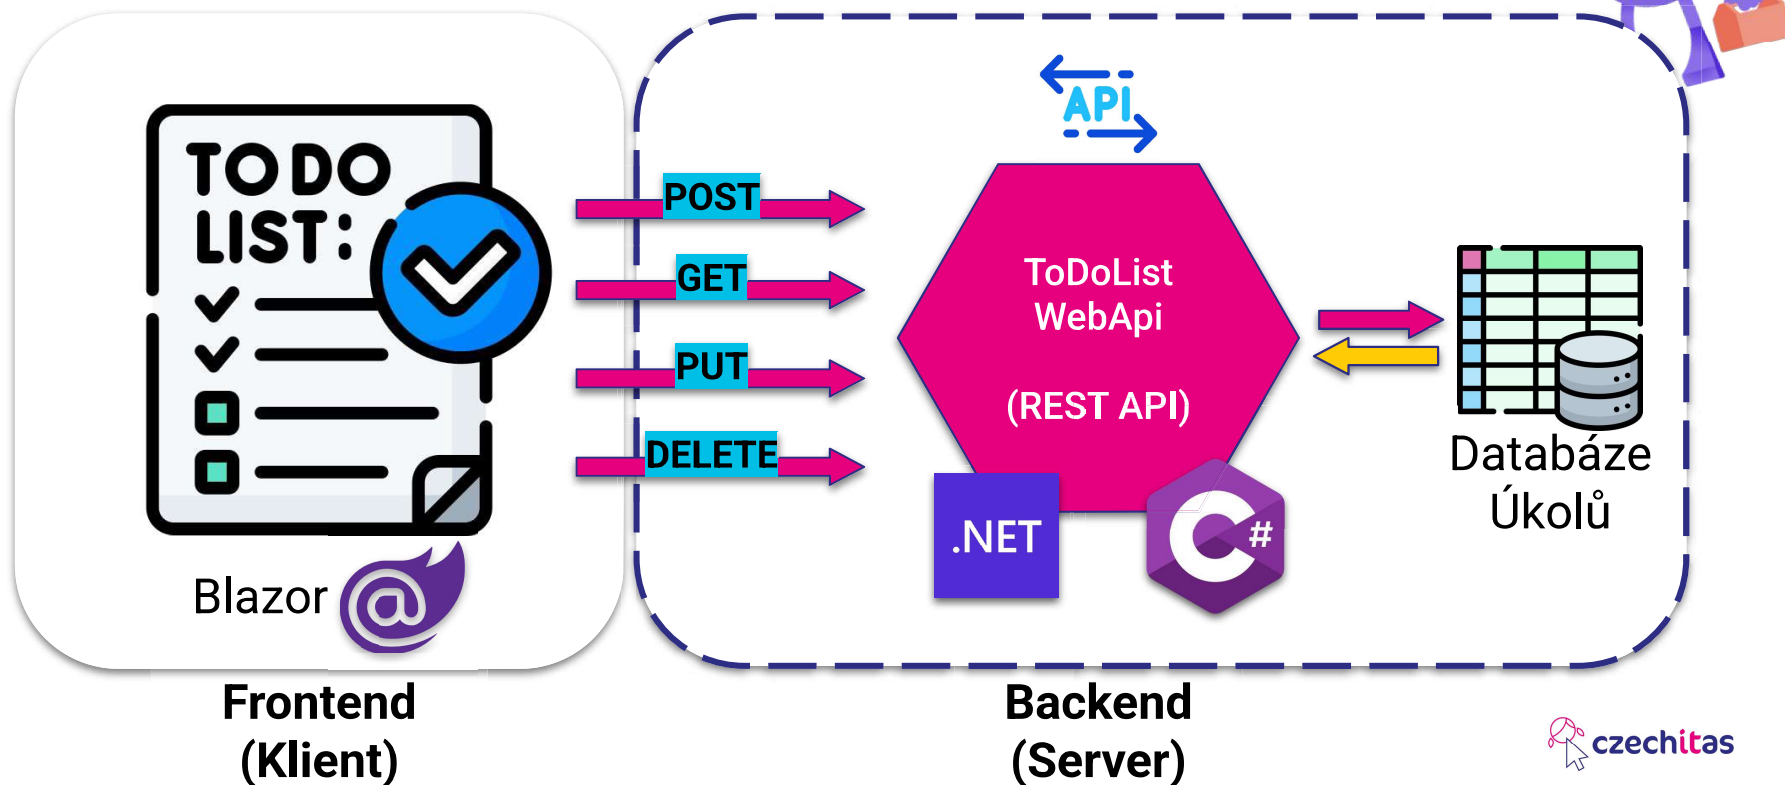 TO DO
LIST:
Blazor
@
Frontend
(Klient)
POST
GET
PUT
DELETE
API
ToDoList
WebApi
(REST API)
.NET
C#
Databáze
Úkolů
Backend
(Server)
czechitas